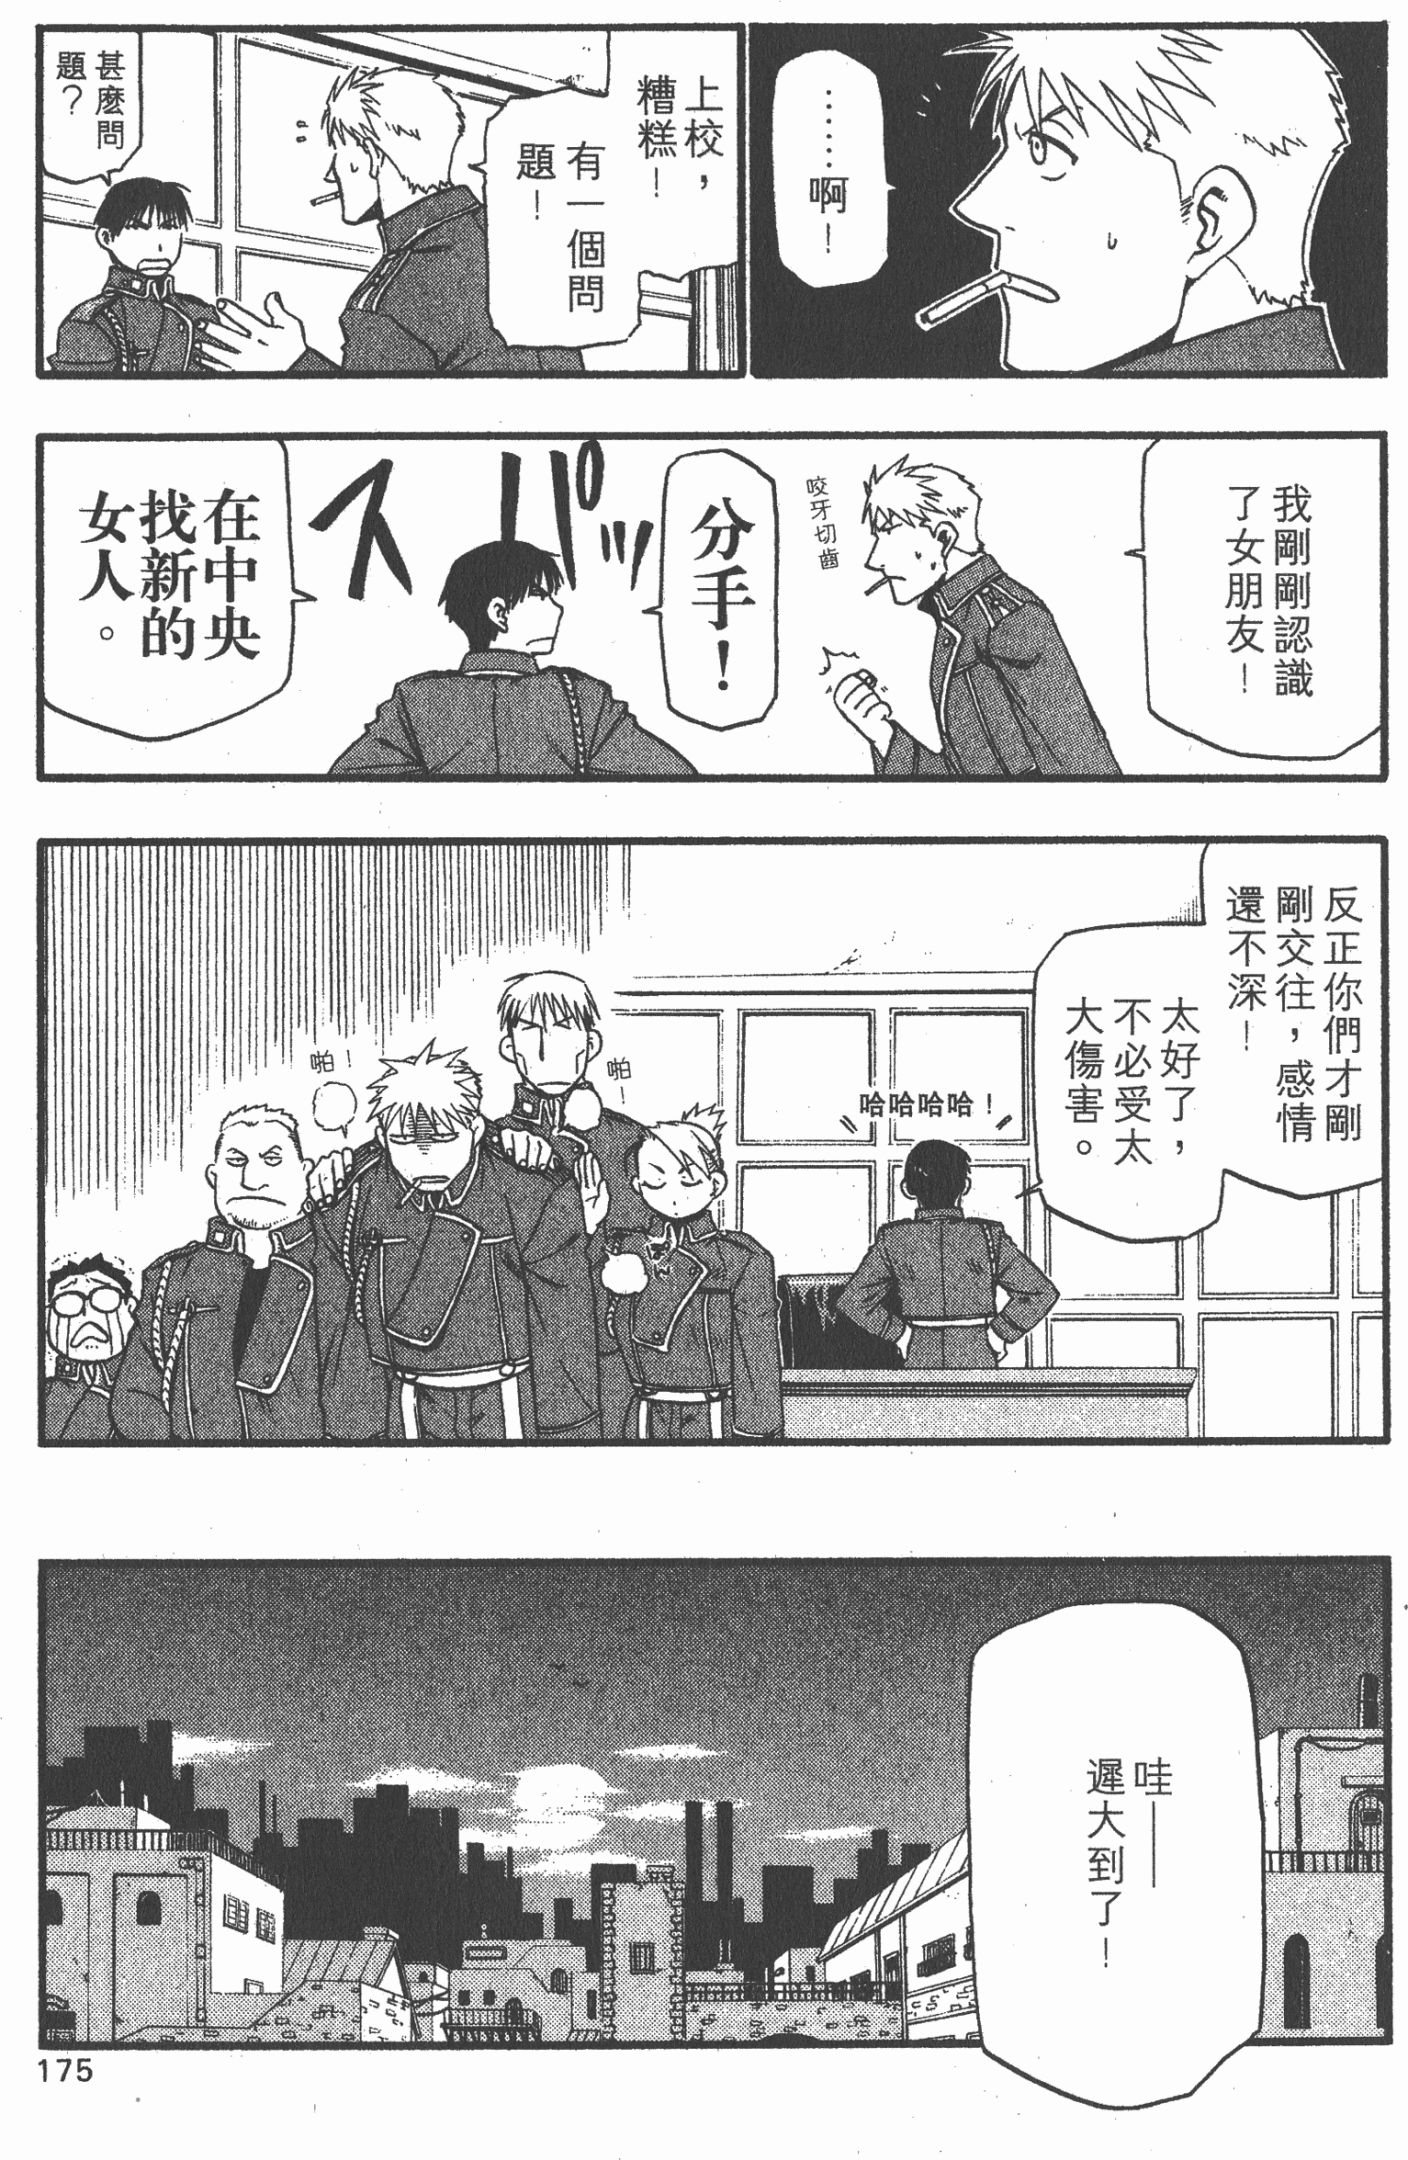 ……啊！
上校，
糟糕！
有一個問
題！
甚麼問
題？
我剛剛認識
了女朋友！
咬牙切齒
分手！
スパッ
在中央
找新的
女人。
反正你們才剛
剛交往，感情
還不深！
太好了，
不必受太
大傷害。
哈哈哈哈！
啪！
啪！
哇——
遲大到了！
175